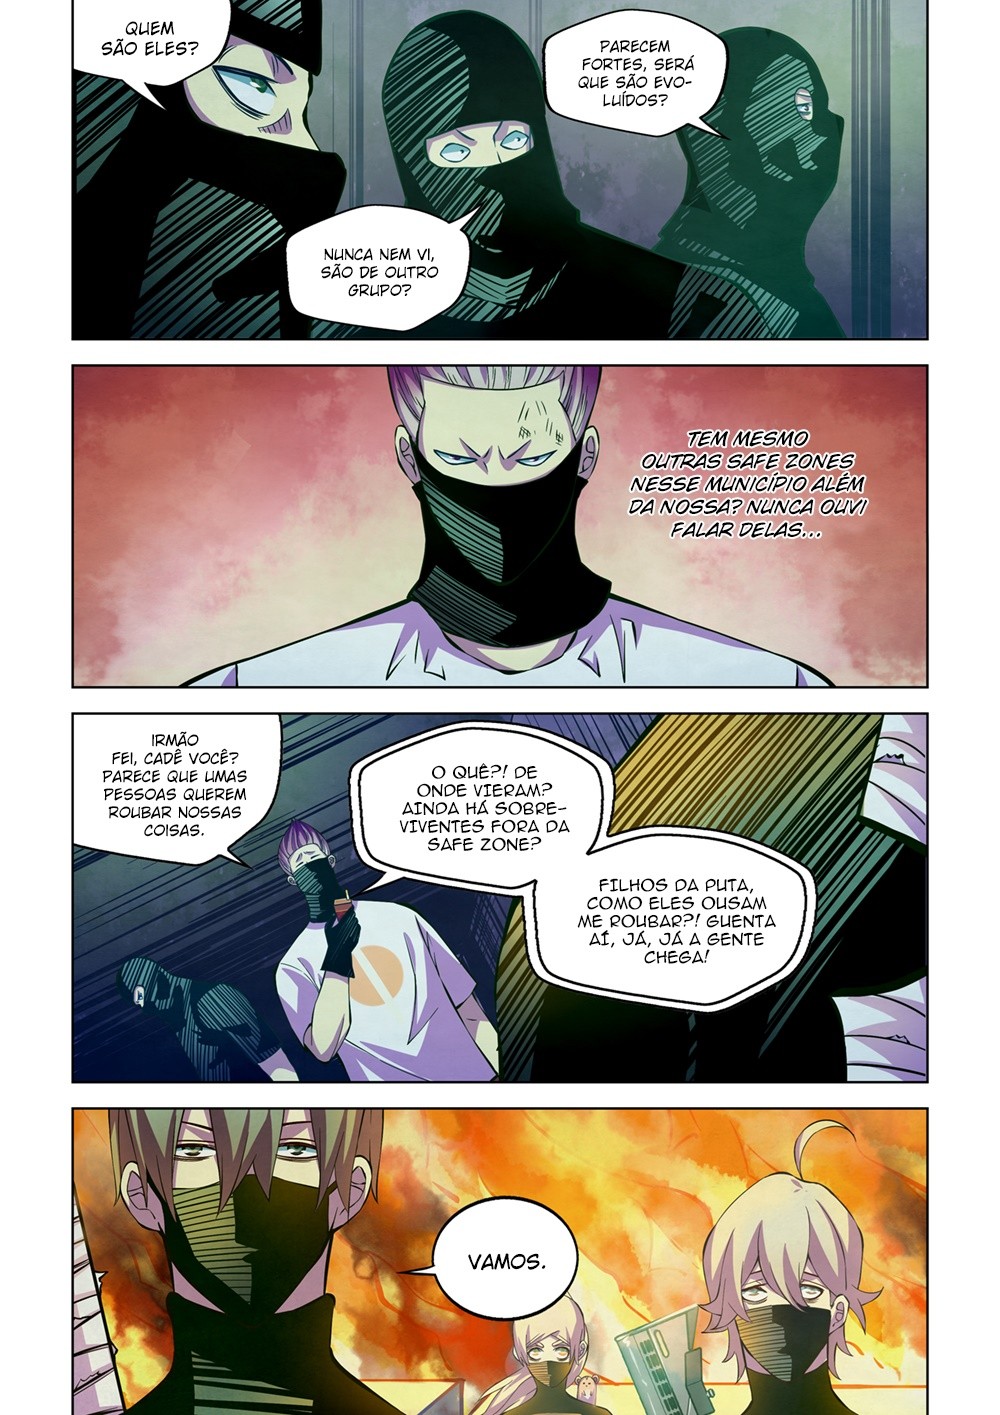 QUEM
SÃO ELES?
PARECEM
FORTES, SERÁ
QUE SÃO EVO-
LUÍDOS?
NUNCA NEM VI,
SÃO DE OUTRO
GRUPO?
TEM MESMO
OUTRAS SAFE ZONES
NESSE MUNICÍPIO ALÉM
DA NOSSA? NUNCA OUVI
FALAR DELAS...
IRMÃO
FEI, CADÊ VOCÊ?
PARECE QUE UMAS
PESSOAS QUEREM
ROUBAR NOSSAS
COISAS.
O QUÊ?! DE
ONDE VIERAM?
AINDA HÁ SOBRE-
VIVENTES FORA DA
SAFE ZONE?
FILHOS DA PUTA,
COMO ELES OUSAM
ME ROUBAR?! GUENTA
AÍ, JÁ, JÁ A GENTE
CHEGA!
VAMOS.